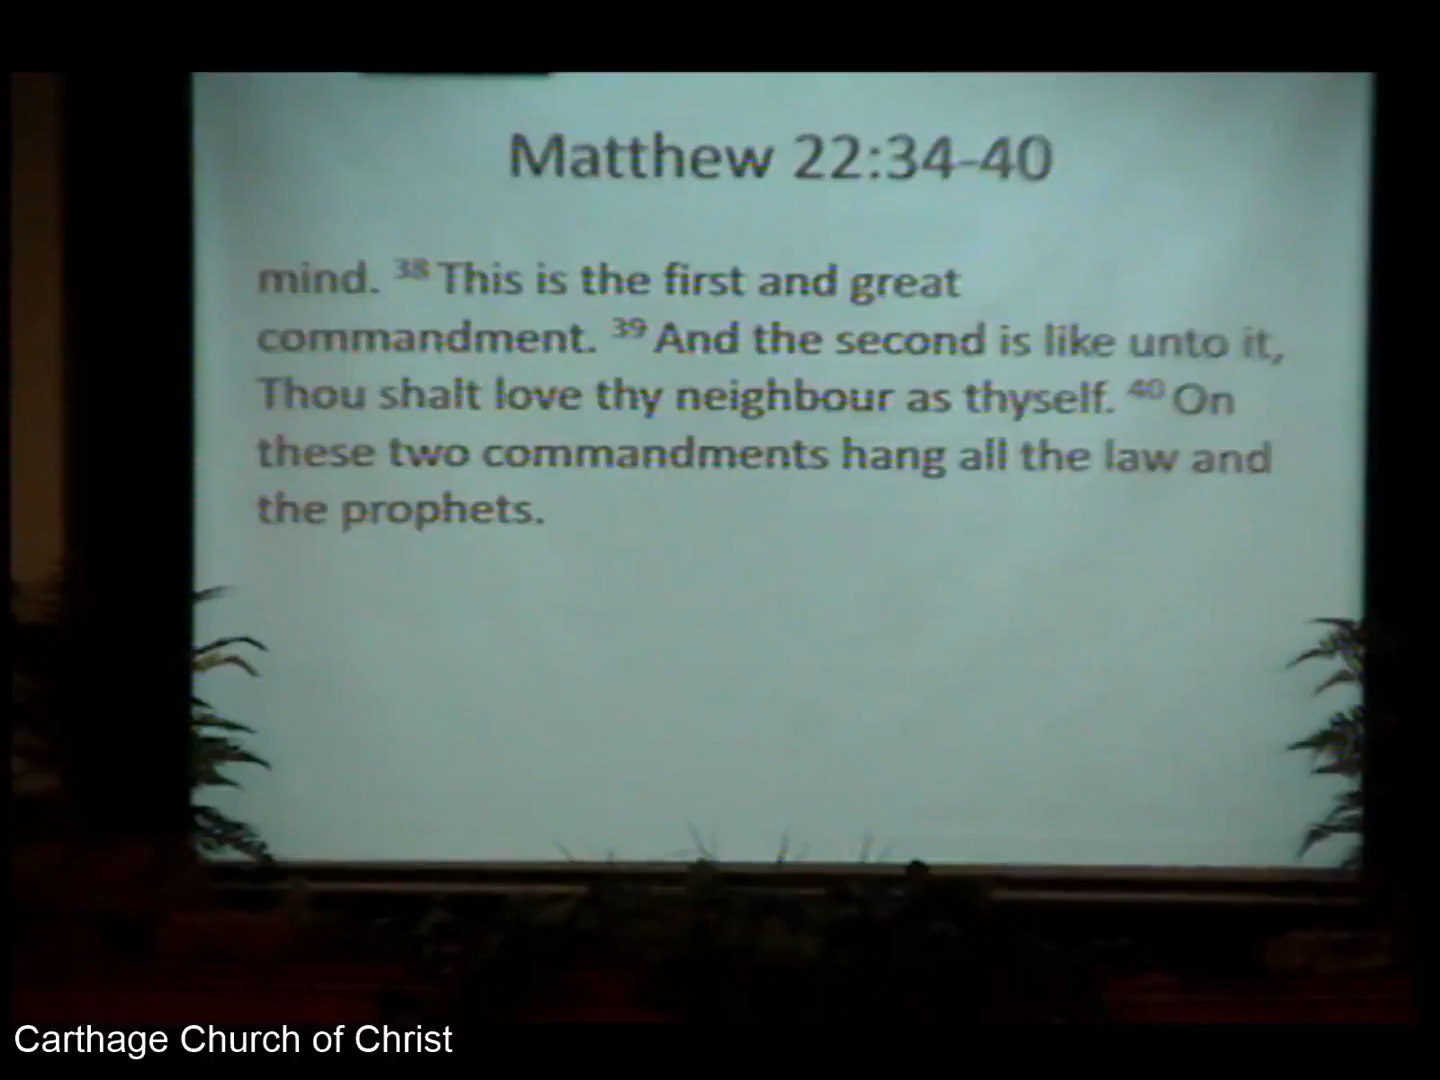 Matthew 22:34-40
mind. 38 This is the first and great
commandment. 39 And the second is like unto it,
Thou shalt love thy neighbour as thyself. 40 On
these two commandments hang all the law and
the prophets.
Carthage Church of Christ